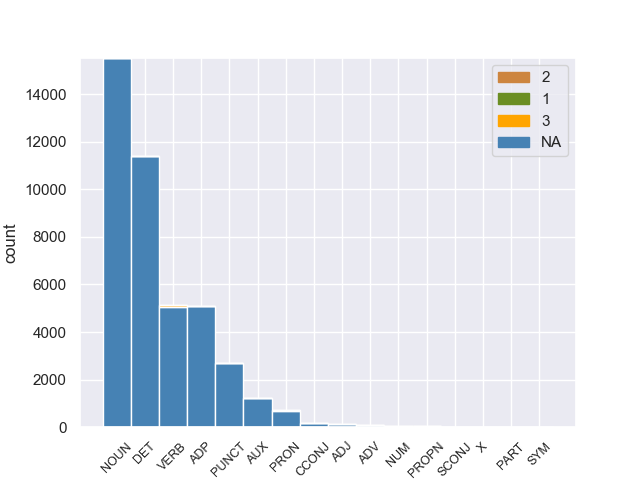 14000
12000
10000
8000
6000
4000
2000
0
count
2
1
3
NA
NOUN
DET
VERB
ADP
PUNCT
AUX
PRON
CCONJ
ADJ
ADV
NUM
PROPN
SCONJ
X
PART
SYM